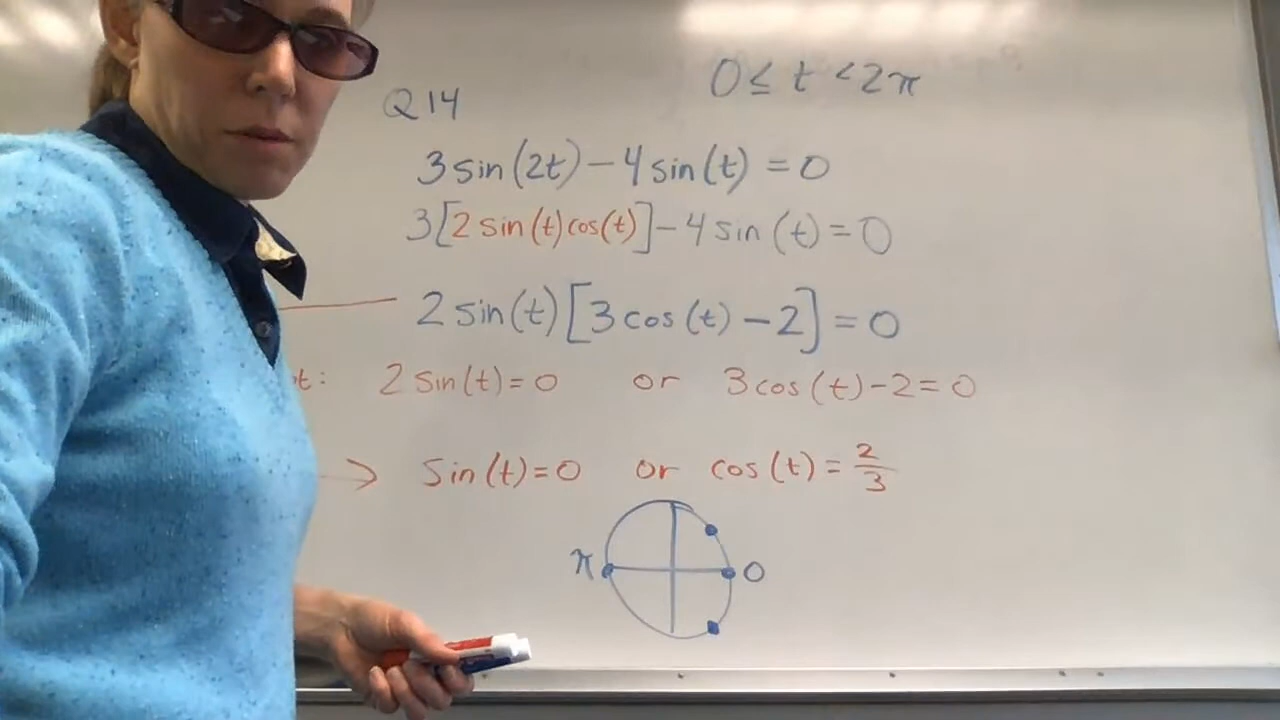 0 ≤ t < 2π
Q14
3 sin(2t) - 4 sin(t) = 0
3[2 sin(t) cos(t)] - 4 sin(t) = 0
2 sin(t) [3 cos(t) - 2] = 0
2 sin(t) = 0 or 3 cos(t) - 2 = 0
→ Sin(t) = 0 or cos(t) = 2/3
π 0